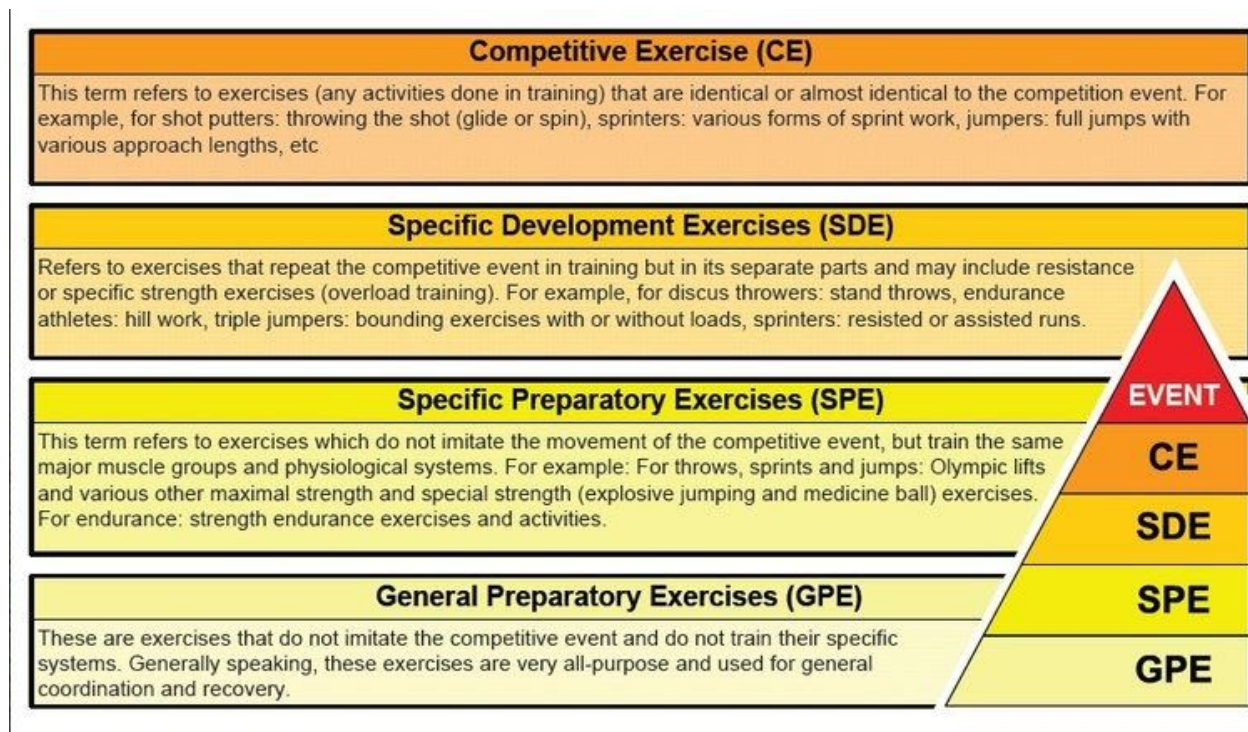 Competitive Exercise (CE)
This term refers to exercises (any activities done in training) that are identical or almost identical to the competition event. For
example, for shot putters: throwing the shot (glide or spin), sprinters: various forms of sprint work, jumpers: full jumps with
various approach lengths, etc
Specific Development Exercises (SDE)
Refers to exercises that repeat the competitive event in training but in its separate parts and may include resistance
or specific strength exercises (overload training). For example, for discus throwers: stand throws, endurance
athletes: hill work, triple jumpers: bounding exercises with or without loads, sprinters: resisted or assisted runs.
Specific Preparatory Exercises (SPE)
This term refers to exercises which do not imitate the movement of the competitive event, but train the same
major muscle groups and physiological systems. For example: For throws, sprints and jumps: Olympic lifts
and various other maximal strength and special strength (explosive jumping and medicine ball) exercises.
For endurance: strength endurance exercises and activities.
General Preparatory Exercises (GPE)
These are exercises that do not imitate the competitive event and do not train their specific
systems. Generally speaking, these exercises are very all-purpose and used for general
coordination and recovery.
EVENT
CE
SDE
SPE
GPE